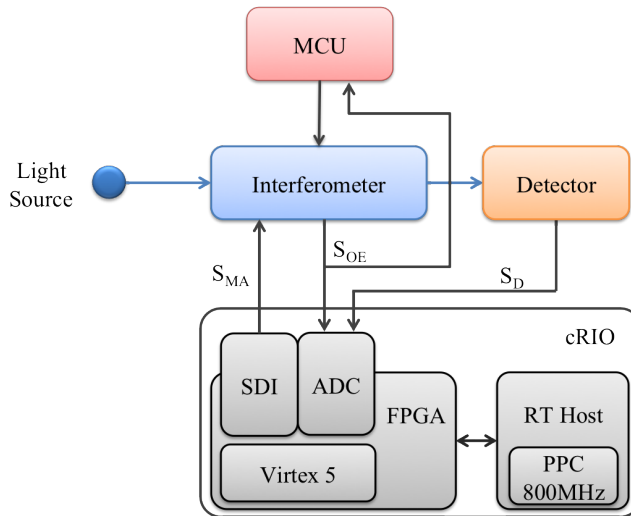 MCU
Light
Source
Interferometer
Detector
S_OE
S_MA
S_D
cRIO
SDI
ADC
FPGA
RT Host
Virtex 5
PPC
800MHz